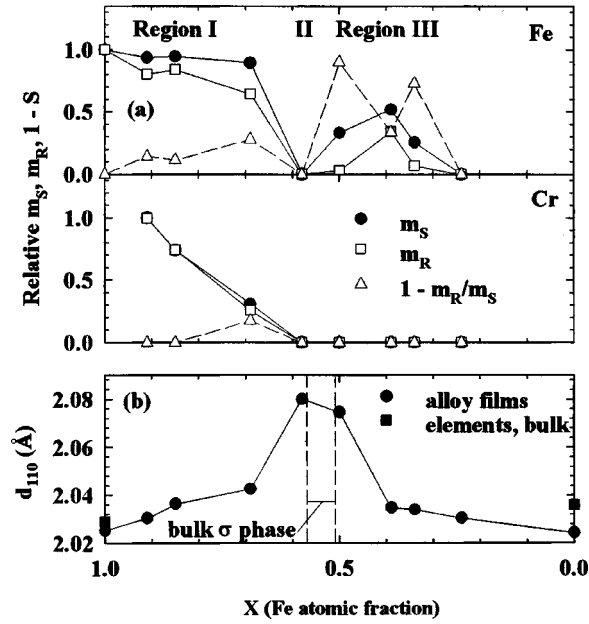 Region I II Region III
Fe
1.0
0.5
0.0
(a)
Relative m_S, m_R, 1 - S
Cr
1.0
0.5
0.0
m_S
m_R
1 - m_R/m_S
(b)
2.08
2.06
2.04
2.02
d_110 (Å)
alloy films
elements, bulk
bulk σ phase
1.0 0.5 0.0
X (Fe atomic fraction)